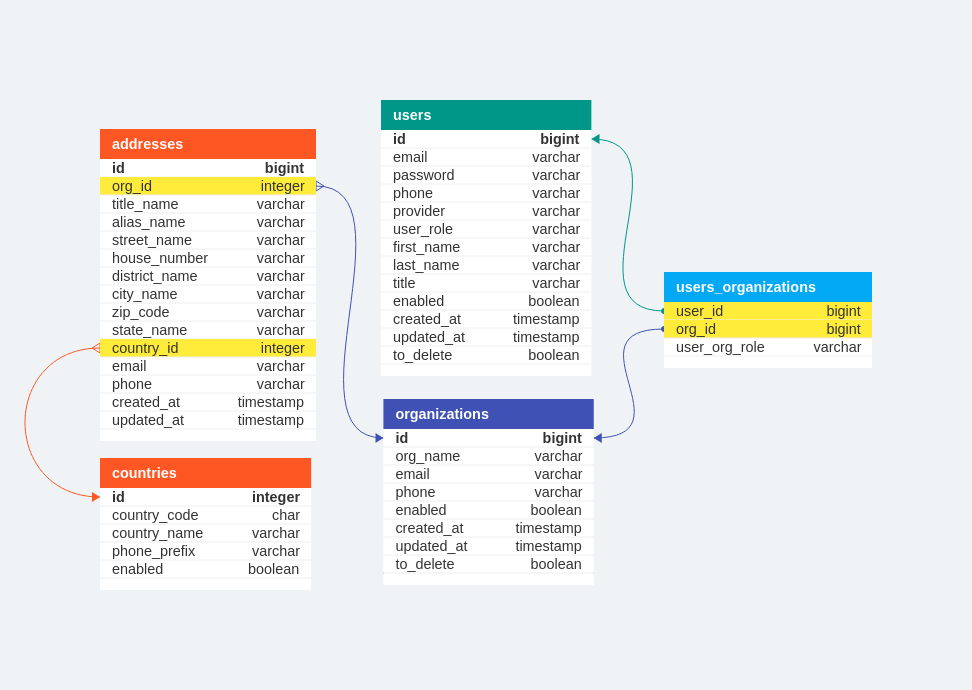 addresses
id bigint
org_id integer
title_name varchar
alias_name varchar
street_name varchar
house_number varchar
district_name varchar
city_name varchar
zip_code varchar
state_name varchar
country_id integer
email varchar
phone varchar
created_at timestamp
updated_at timestamp
countries
id integer
country_code char
country_name varchar
phone_prefix varchar
enabled boolean
users
id bigint
email varchar
password varchar
phone varchar
provider varchar
user_role varchar
first_name varchar
last_name varchar
title varchar
enabled boolean
created_at timestamp
updated_at timestamp
to_delete boolean
organizations
id bigint
org_name varchar
email varchar
phone varchar
enabled boolean
created_at timestamp
updated_at timestamp
to_delete boolean
users_organizations
user_id bigint
org_id bigint
user_org_role varchar